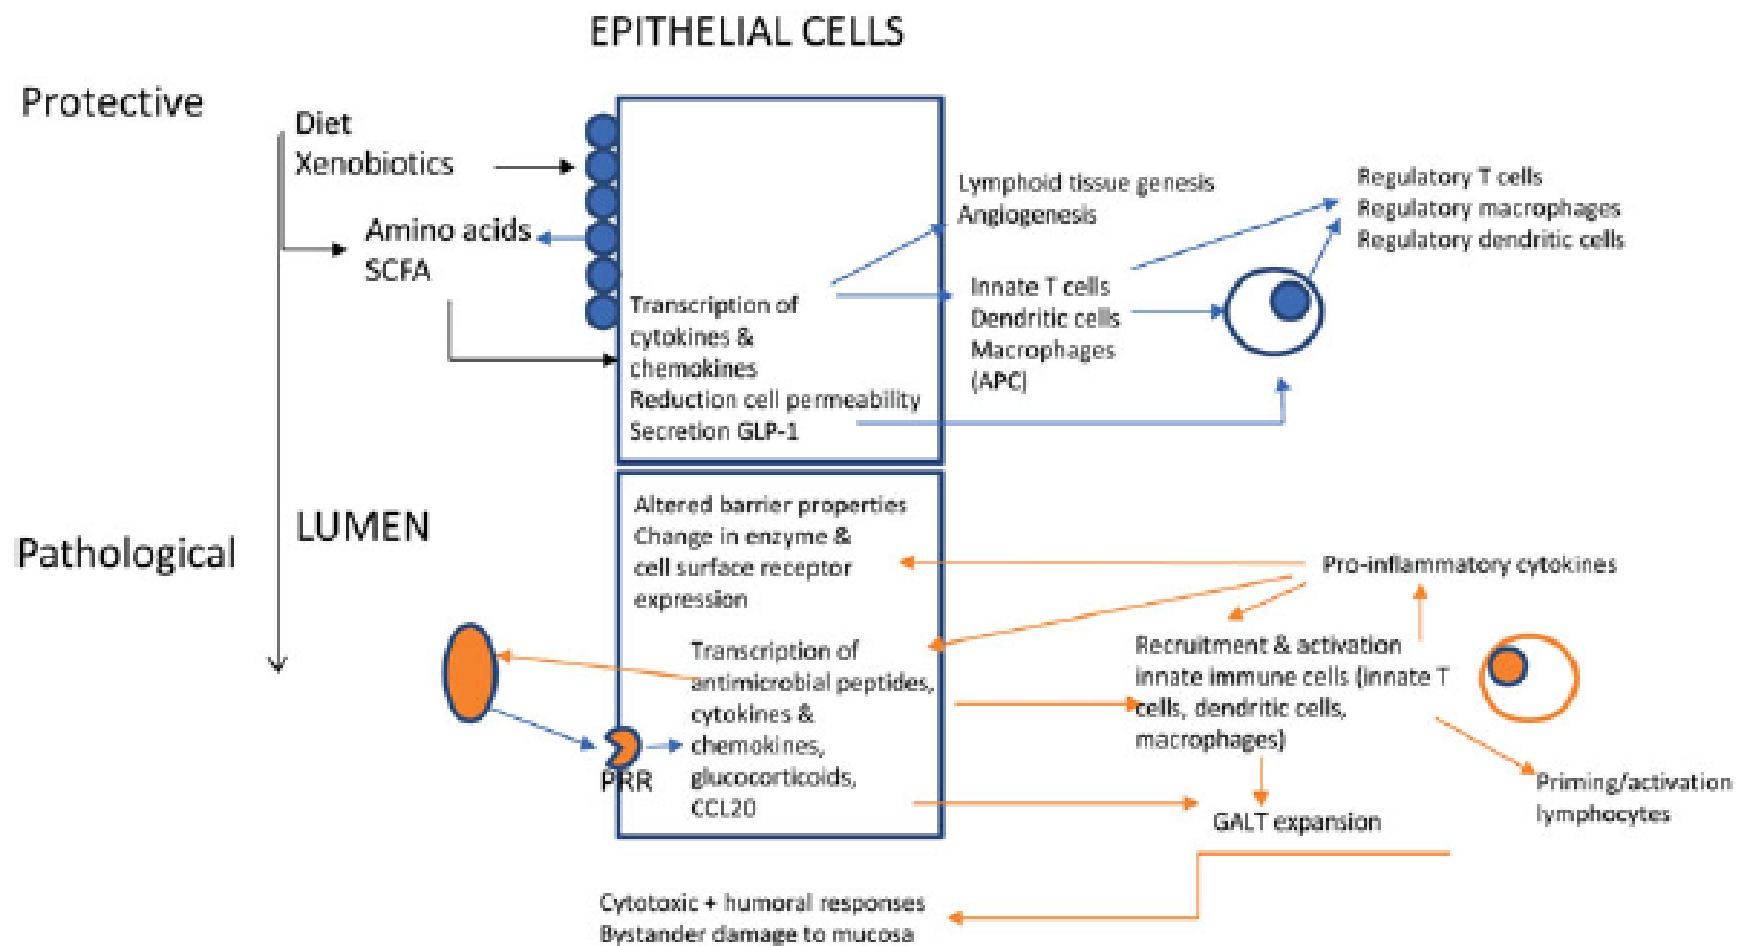 EPITHELIAL CELLS
Protective
Diet
Xenobiotics
Amino acids
SCFA
Transcription of
cytokines &
chemokines
Reduction cell permeability
Secretion GLP-1
Lymphoid tissue genesis
Angiogenesis
Innate T cells
Dendritic cells
Macrophages
(APC)
Regulatory T cells
Regulatory macrophages
Regulatory dendritic cells
LUMEN
Pathological
Altered barrier properties
Change in enzyme &
cell surface receptor
expression
Transcription of
antimicrobial peptides,
cytokines &
chemokines,
glucocorticoids,
CCL20
PRR
Pro-inflammatory cytokines
Recruitment & activation
innate immune cells (innate T
cells, dendritic cells,
macrophages)
Priming/activation
lymphocytes
GALT expansion
Cytotoxic + humoral responses
Bystander damage to mucosa